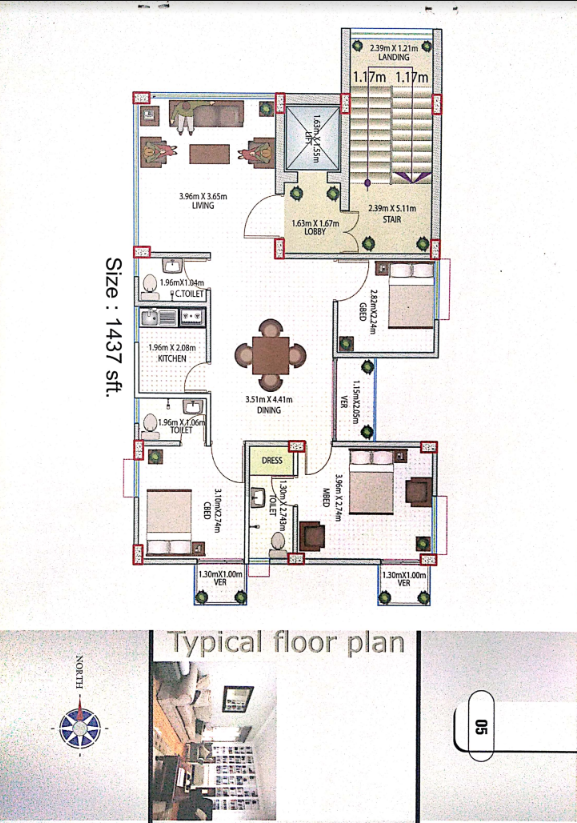 2.39m X 1.21m
LANDING
1.17m 1.17m
1.63m X 1.55m
LIFT
3.96m X 3.65m
LIVING
1.63m X 1.67m
LOBBY
2.39m X 5.11m
STAIR
1.96mX1.04m
C.TOILET
2.82mX2.24m
GBED
Size : 1437 sft.
1.96m X 2.08m
KITCHEN
1.15mX2.05m
VER
3.51m X 4.41m
DINING
1.96m X 1.06m
TOILET
DRESS
3.10mX2.74m
CBED
1.30m X 2.743m
TOILET
3.96m X 2.74m
MBED
1.30mX1.00m
VER
1.30mX1.00m
VER
Typical floor plan
NORTH
05